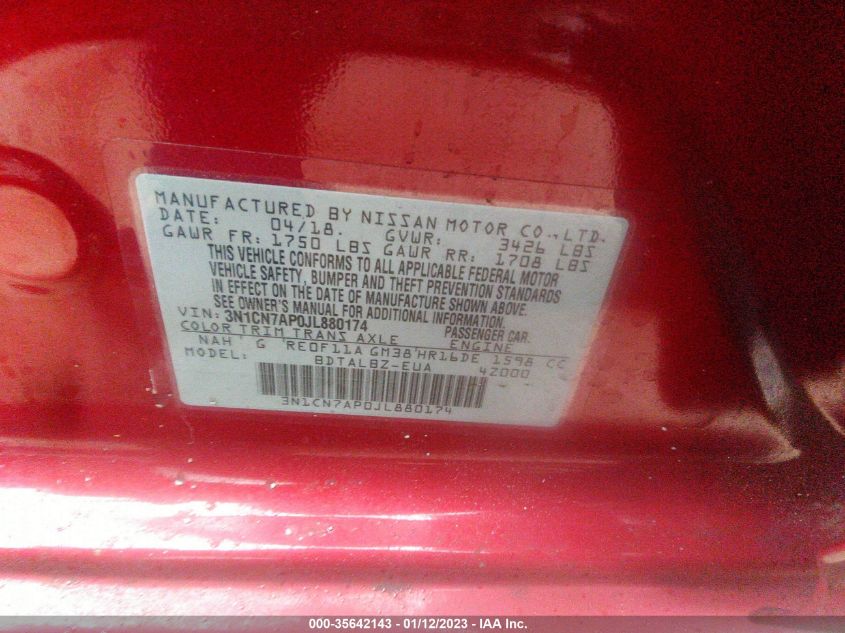 MANUFACTURED BY NISSAN MOTOR CO.,LTD.
DATE: 04/18. GVWR: 3426 LBS
GAWR FR: 1750 LBS GAWR RR: 1708 LBS
THIS VEHICLE CONFORMS TO ALL APPLICABLE FEDERAL MOTOR
VEHICLE SAFETY, BUMPER AND THEFT PREVENTION STANDARDS
IN EFFECT ON THE DATE OF MANUFACTURE SHOWN ABOVE.
SEE OWNER'S MANUAL FOR ADDITIONAL INFORMATION.
VIN: 3N1CN7AP0JL880174 PASSENGER CAR.
COLOR TRIM TRANS AXLE ENGINE
NAH G RE0F11A GM38 HR16DE 1598 CC
MODEL: BDTALBZ-EUA 4Z000
3N1CN7AP0JL880174
000-35642143 - 01/12/2023 - IAA Inc.